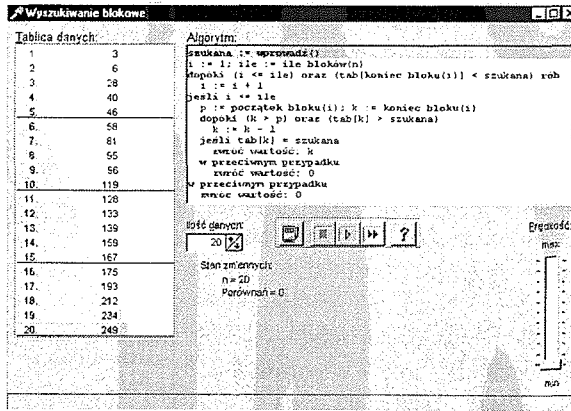 Wyszukiwanie blokowe
Tablica danych:
1. 3
2. 6
3. 28
4. 40
5. 46
6. 58
7. 81
8. 95
9. 96
10. 119
11. 128
12. 133
13. 139
14. 159
15. 167
16. 175
17. 193
18. 212
19. 234
20. 249
Algorytm:
szukana := wprowadź()
i := 1; ile := ile bloków(n)
dopóki (i <= ile) oraz (tab[koniec bloku(i)] < szukana) rób
i := i + 1
jeśli i <= ile
p := początek bloku(i); k := koniec bloku(i)
dopóki (k > p) oraz (tab[k] > szukana)
k := k - 1
jeśli tab[k] = szukana
zwróć wartość: k
w przeciwnym przypadku
zwróć wartość: 0
w przeciwnym przypadku
zwróć wartość: 0
Ilość danych:
20
?
Stan zmiennych:
n = 20
Porównań = 0
Prędkość:
max
min